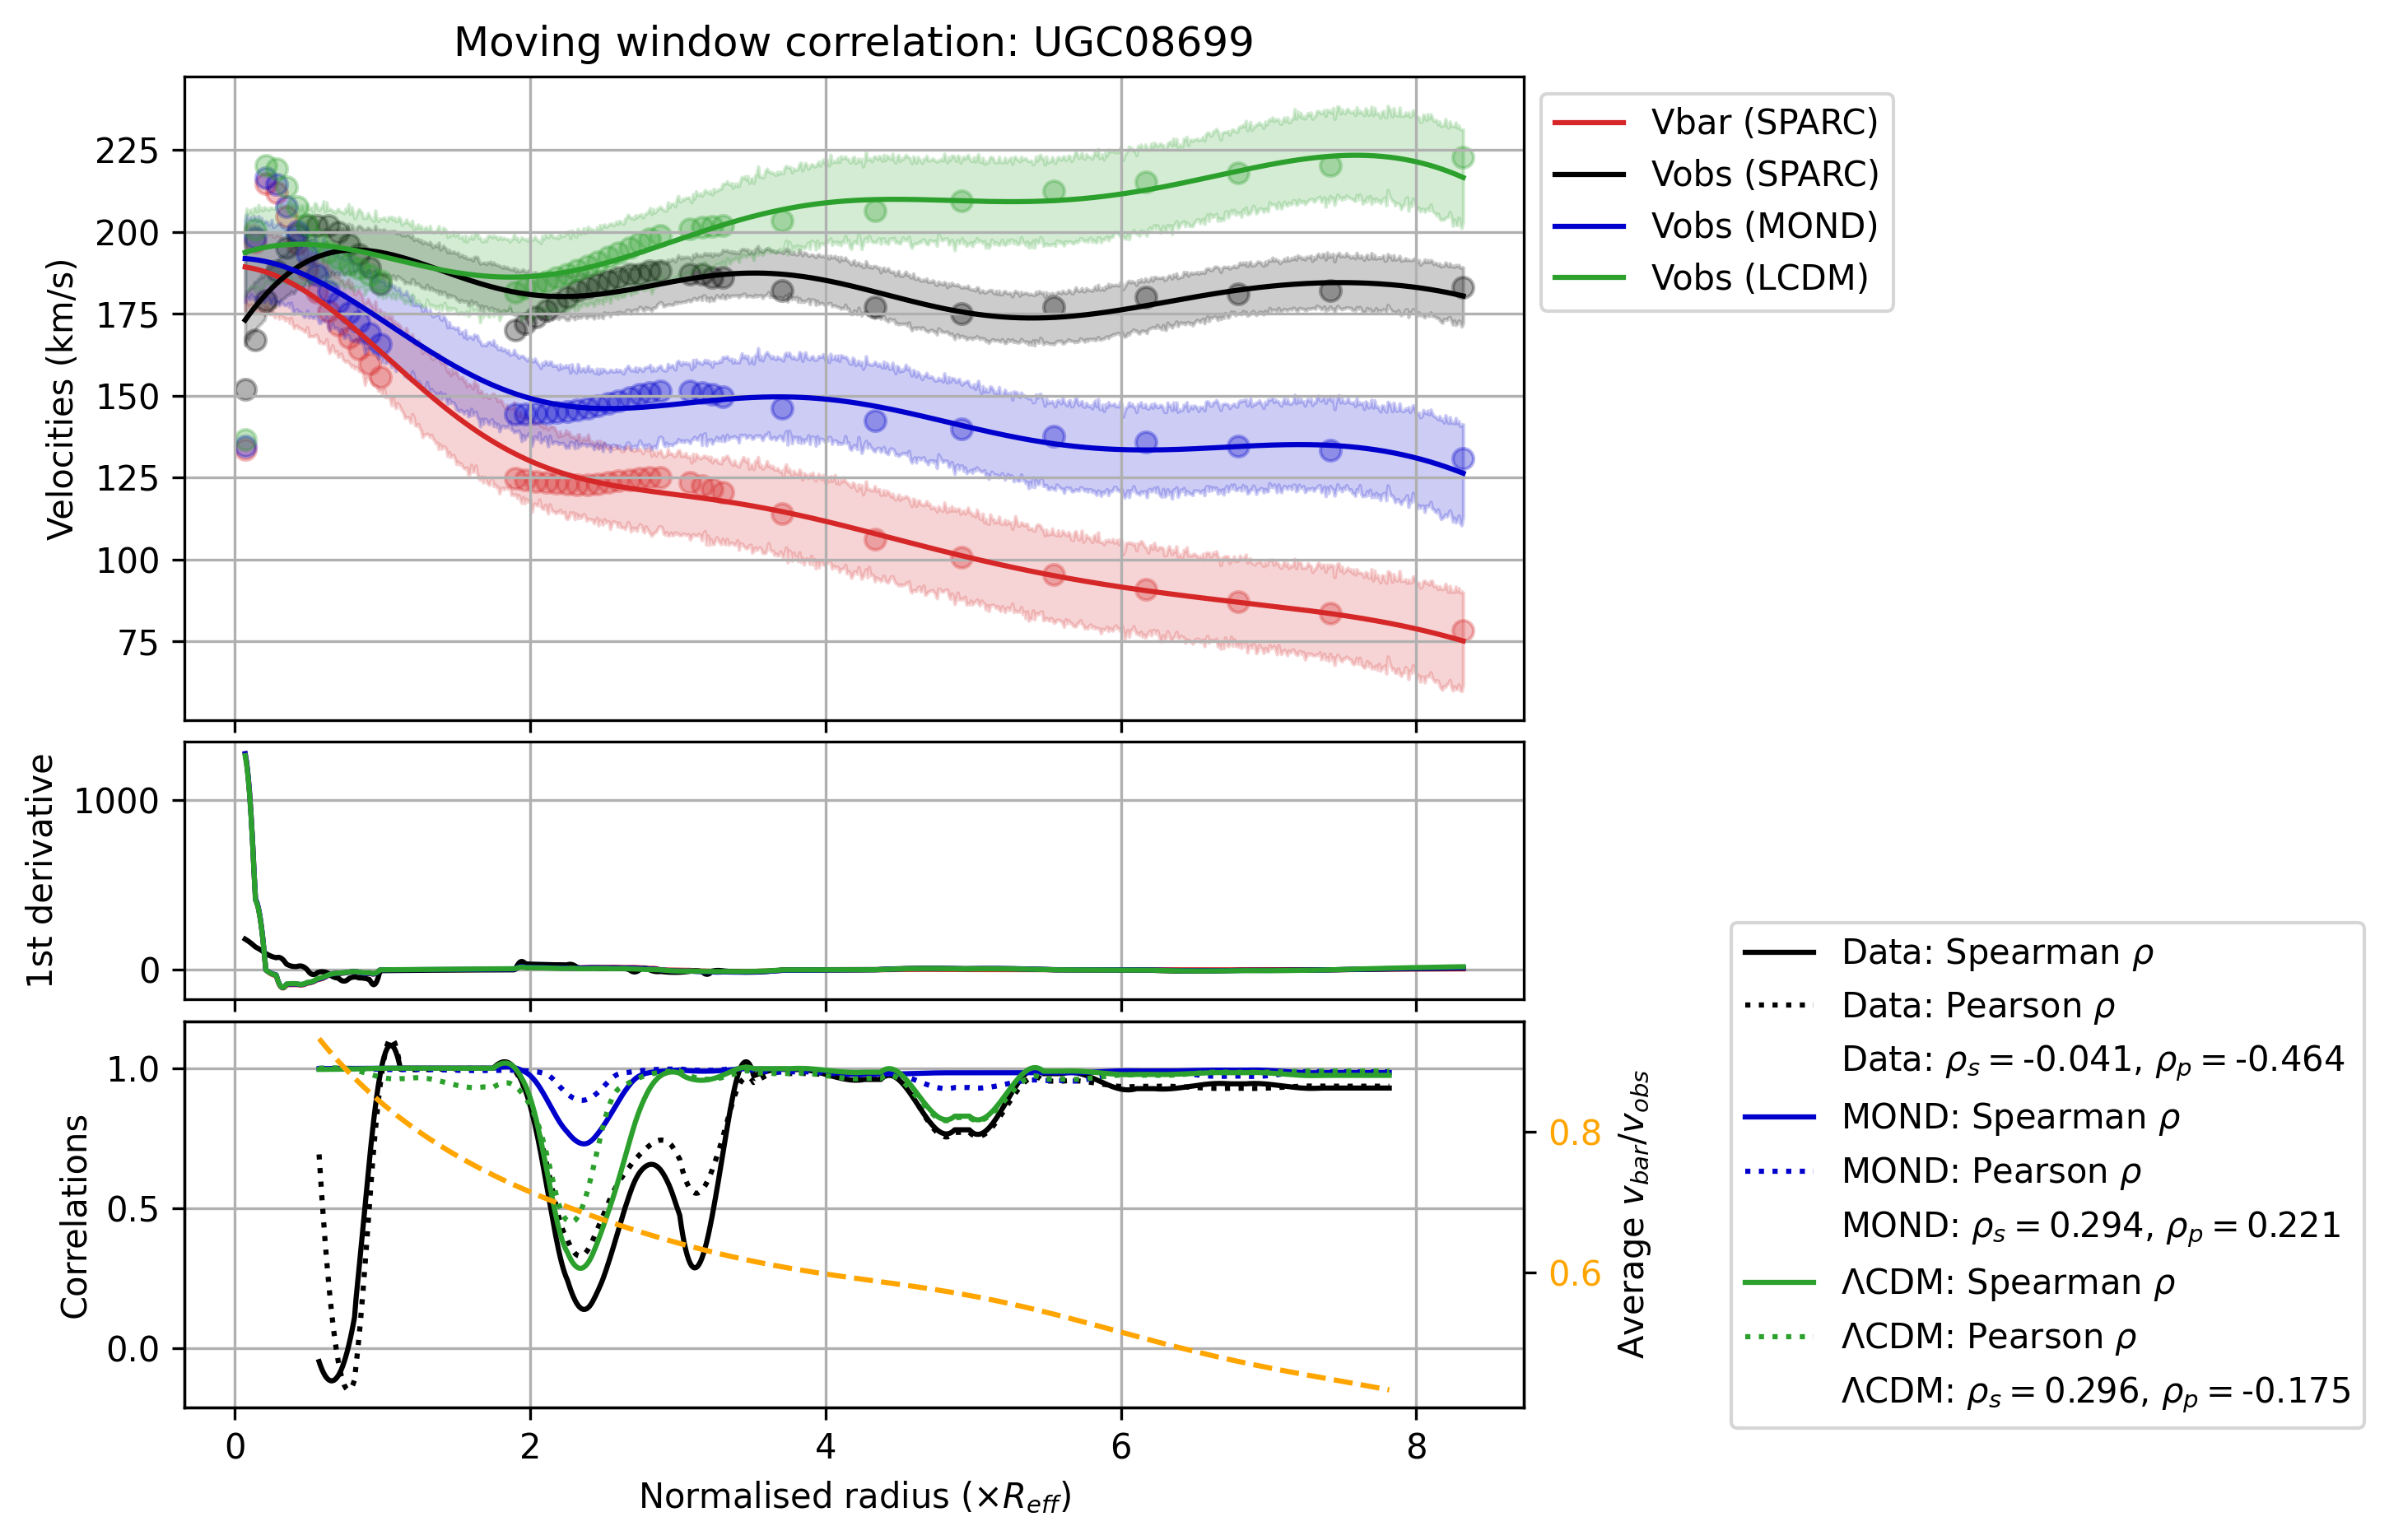 Moving window correlation: UGC08699
Velocities (km/s)
225
200
175
150
125
100
75
Vbar (SPARC)
Vobs (SPARC)
Vobs (MOND)
Vobs (LCDM)
1st derivative
1000
0
Correlations
1.0
0.5
0.0
0.8
0.6
Average v_bar/v_obs
0 2 4 6 8
Normalised radius (×R_eff)
Data: Spearman ρ
Data: Pearson ρ
Data: ρ_s = -0.041, ρ_p = -0.464
MOND: Spearman ρ
MOND: Pearson ρ
MOND: ρ_s = 0.294, ρ_p = 0.221
ΛCDM: Spearman ρ
ΛCDM: Pearson ρ
ΛCDM: ρ_s = 0.296, ρ_p = -0.175